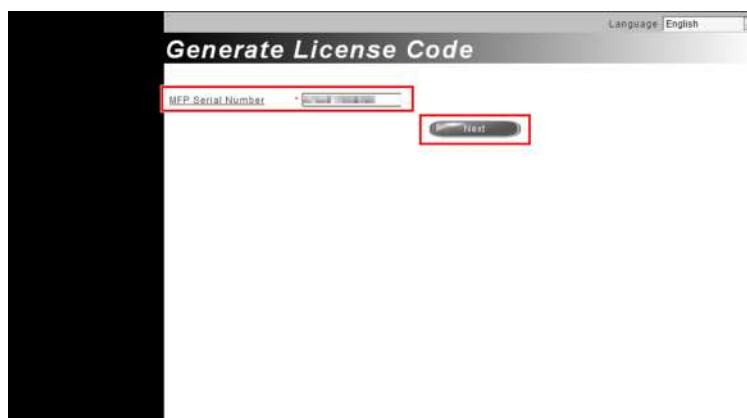 Language English
Generate License Code
MFP Serial Number *
Next